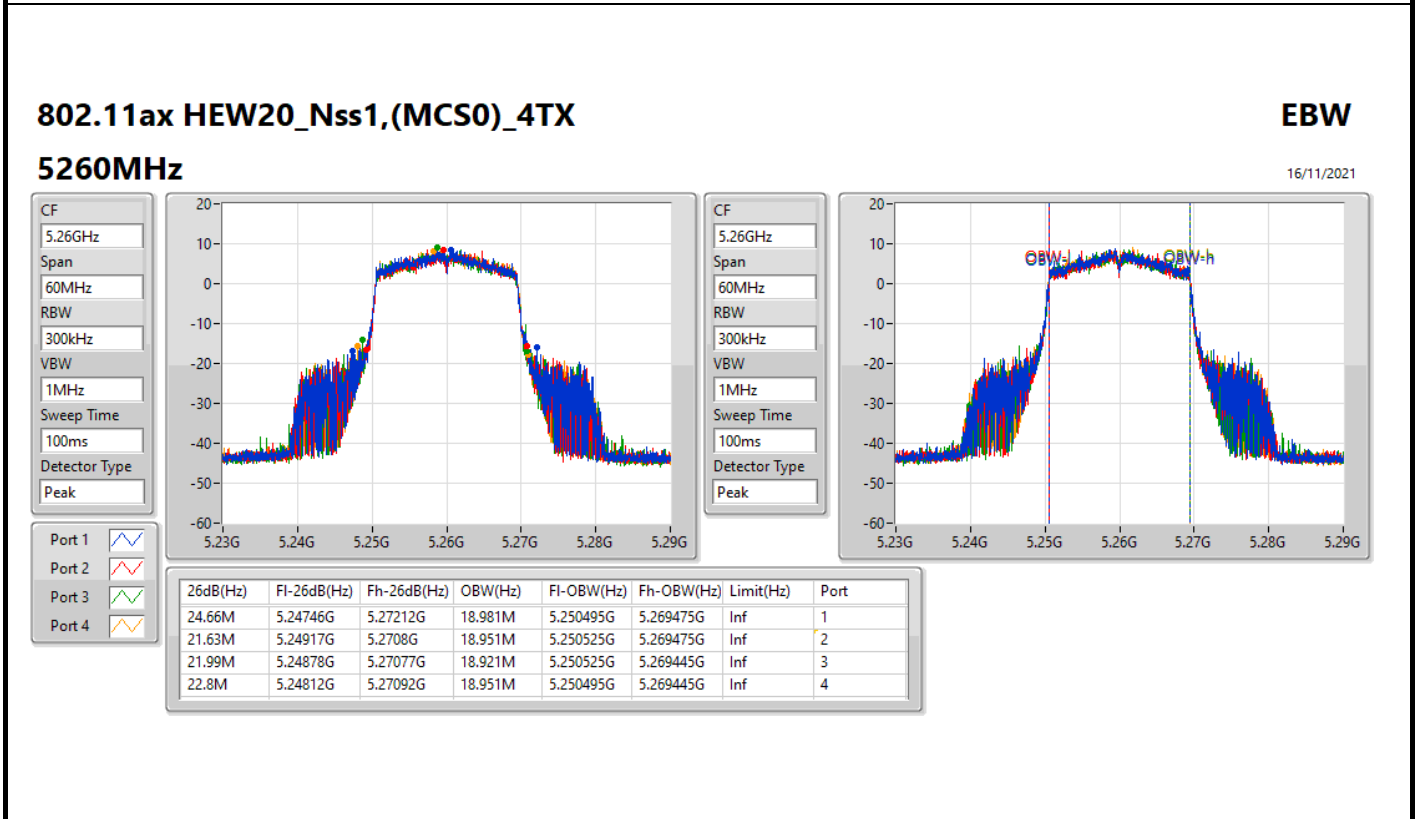 802.11ax HEW20_Nss1,(MCS0)_4TX
EBW
5260MHz
16/11/2021
CF
5.26GHz
Span
60MHz
RBW
300kHz
VBW
1MHz
Sweep Time
100ms
Detector Type
Peak
20
10
0
-10
-20
-30
-40
-50
-60
5.23G 5.24G 5.25G 5.26G 5.27G 5.28G 5.29G
CF
5.26GHz
Span
60MHz
RBW
300kHz
VBW
1MHz
Sweep Time
100ms
Detector Type
Peak
20
10
0
-10
-20
-30
-40
-50
-60
OBW-l OBW-h
5.23G 5.24G 5.25G 5.26G 5.27G 5.28G 5.29G
Port 1
Port 2
Port 3
Port 4
26dB(Hz) Fl-26dB(Hz) Fh-26dB(Hz) OBW(Hz) Fl-OBW(Hz) Fh-OBW(Hz) Limit(Hz) Port
24.66M 5.24746G 5.27212G 18.981M 5.250495G 5.269475G Inf 1
21.63M 5.24917G 5.2708G 18.951M 5.250525G 5.269475G Inf 2
21.99M 5.24878G 5.27077G 18.921M 5.250525G 5.269445G Inf 3
22.8M 5.24812G 5.27092G 18.951M 5.250495G 5.269445G Inf 4